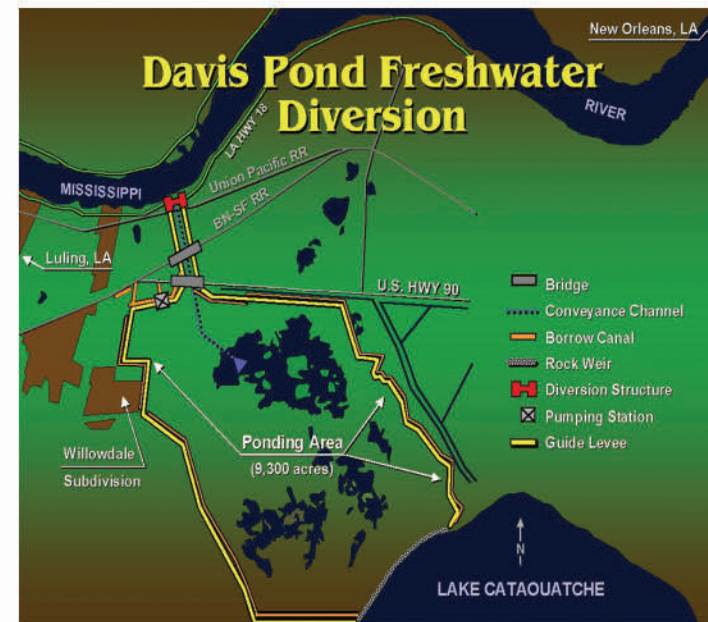 New Orleans, LA
Davis Pond Freshwater
Diversion
RIVER
LA HWY 18
Union Pacific RR
MISSISSIPPI
BN-SF RR
Luling, LA
U.S. HWY 90
Bridge
Conveyance Channel
Borrow Canal
Rock Weir
Diversion Structure
Pumping Station
Guide Levee
Ponding Area
(9,300 acres)
Willowdale
Subdivision
N
LAKE CATAOUATCHE